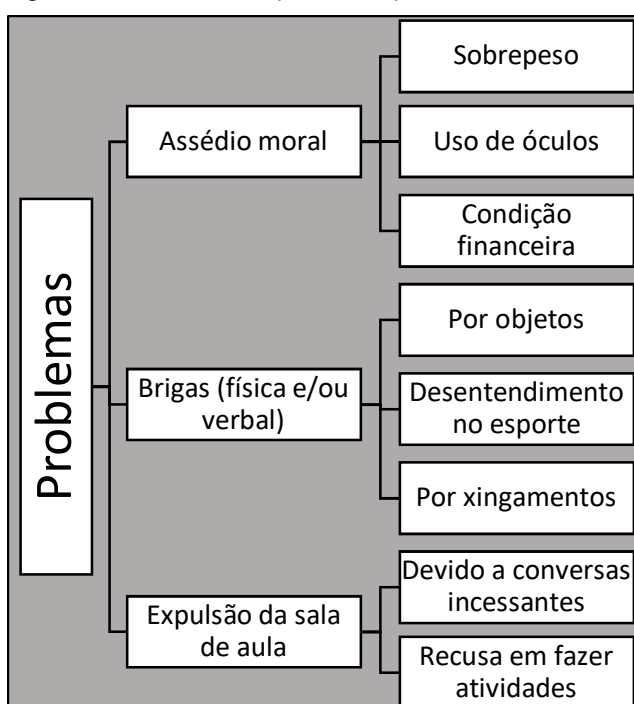 Problemas
Assédio moral
Sobrepeso
Uso de óculos
Condição
financeira
Brigas (física e/ou
verbal)
Por objetos
Desentendimento
no esporte
Por xingamentos
Expulsão da sala
de aula
Devido a conversas
incessantes
Recusa em fazer
atividades